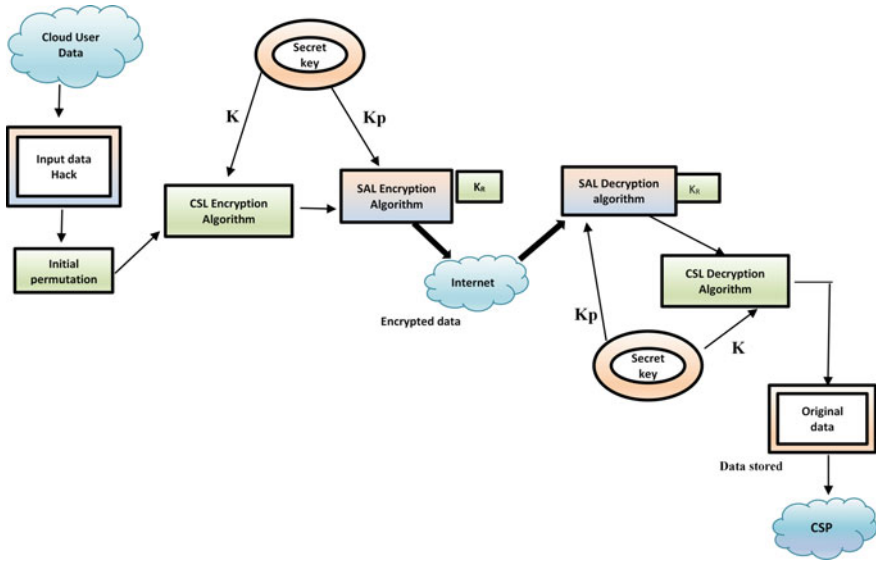 Cloud User
Data
Secret
key
K
Kp
Input data
Hack
CSL Encryption
Algorithm
SAL Encryption
Algorithm
KR
SAL Decryption
algorithm
KR
Initial
permutation
Internet
Encrypted data
CSL Decryption
Algorithm
Kp
K
Secret
key
Original
data
Data stored
CSP